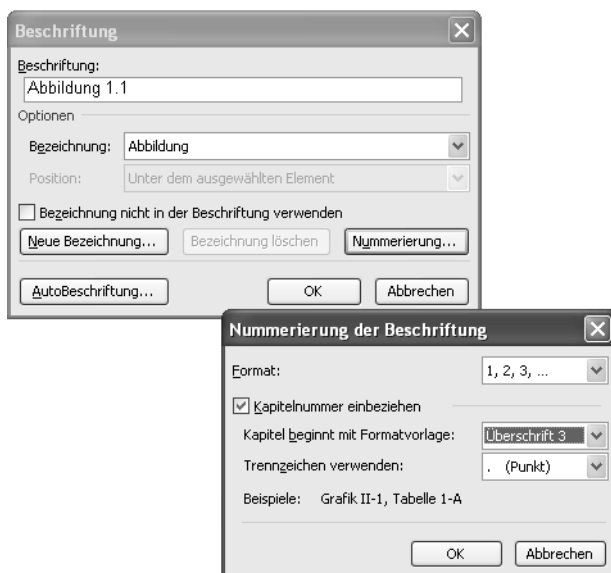 Beschriftung
Beschriftung:
Abbildung 1.1
Optionen
Bezeichnung: Abbildung
Position: Unter dem ausgewählten Element
Bezeichnung nicht in der Beschriftung verwenden
Neue Bezeichnung... Bezeichnung löschen Nummerierung...
AutoBeschriftung... OK Abbrechen
Nummerierung der Beschriftung
Format: 1, 2, 3, ...
Kapitelnummer einbeziehen
Kapitel beginnt mit Formatvorlage: Überschrift 3
Trennzeichen verwenden: . (Punkt)
Beispiele: Grafik II-1, Tabelle 1-A
OK Abbrechen